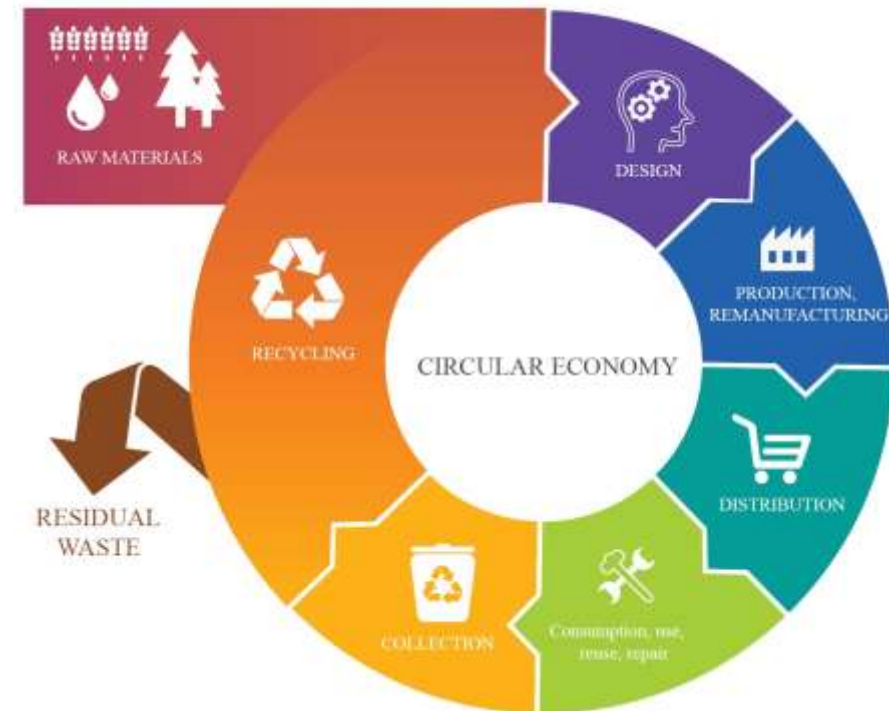 RAW MATERIALS
DESIGN
PRODUCTION,
REMANUFACTURING
DISTRIBUTION
Consumption, use,
reuse, repair
COLLECTION
RECYCLING
RESIDUAL
WASTE
CIRCULAR ECONOMY